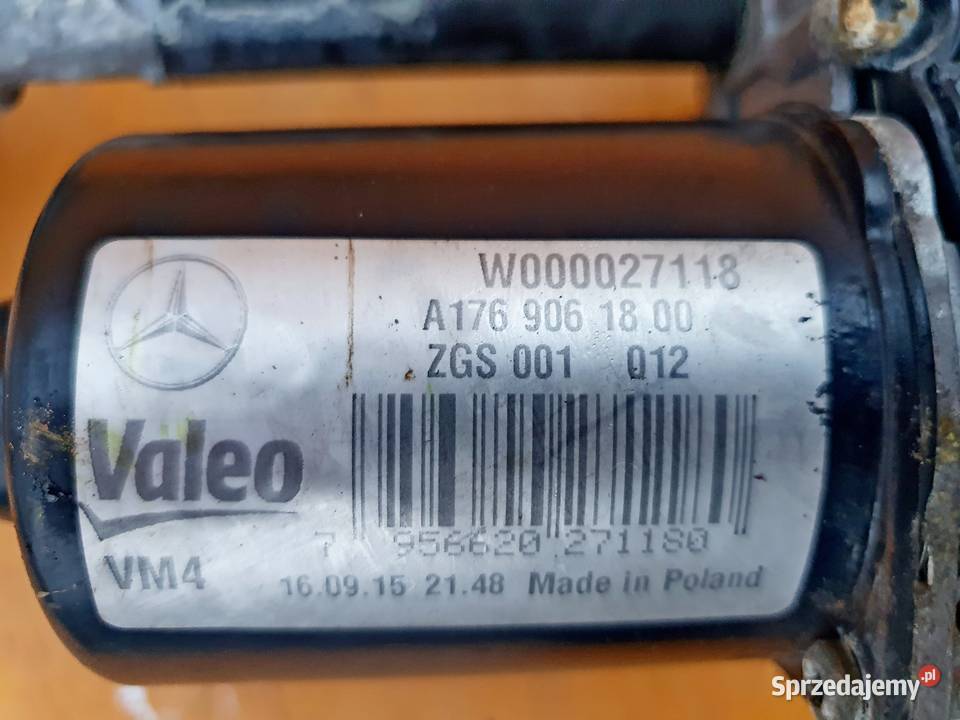 W000027118
A176 906 18 00
ZGS 001 012
Valeo
7 956620 271180
VM4
16.09.15 21.48 Made in Poland
Sprzedajemy.pl